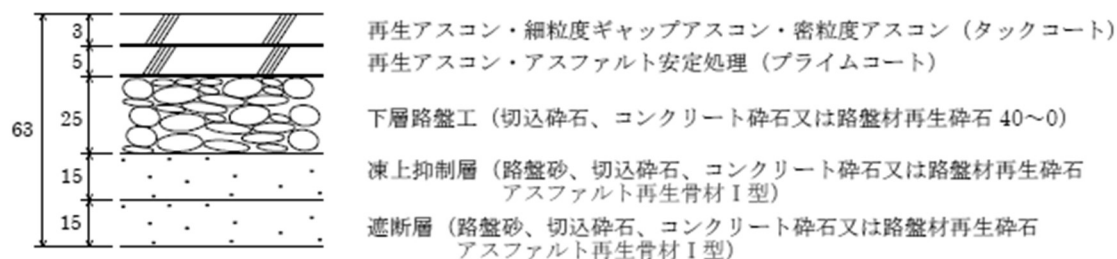 3
再生アスコン・細粒度ギャップアスコン・密粒度アスコン（タックコート）
5
再生アスコン・アスファルト安定処理（プライムコート）
63
25
下層路盤工（切込砕石、コンクリート砕石又は路盤材再生砕石 40～0）
15
凍上抑制層（路盤砂、切込砕石、コンクリート砕石又は路盤材再生砕石
アスファルト再生骨材Ⅰ型）
15
遮断層（路盤砂、切込砕石、コンクリート砕石又は路盤材再生砕石
アスファルト再生骨材Ⅰ型）